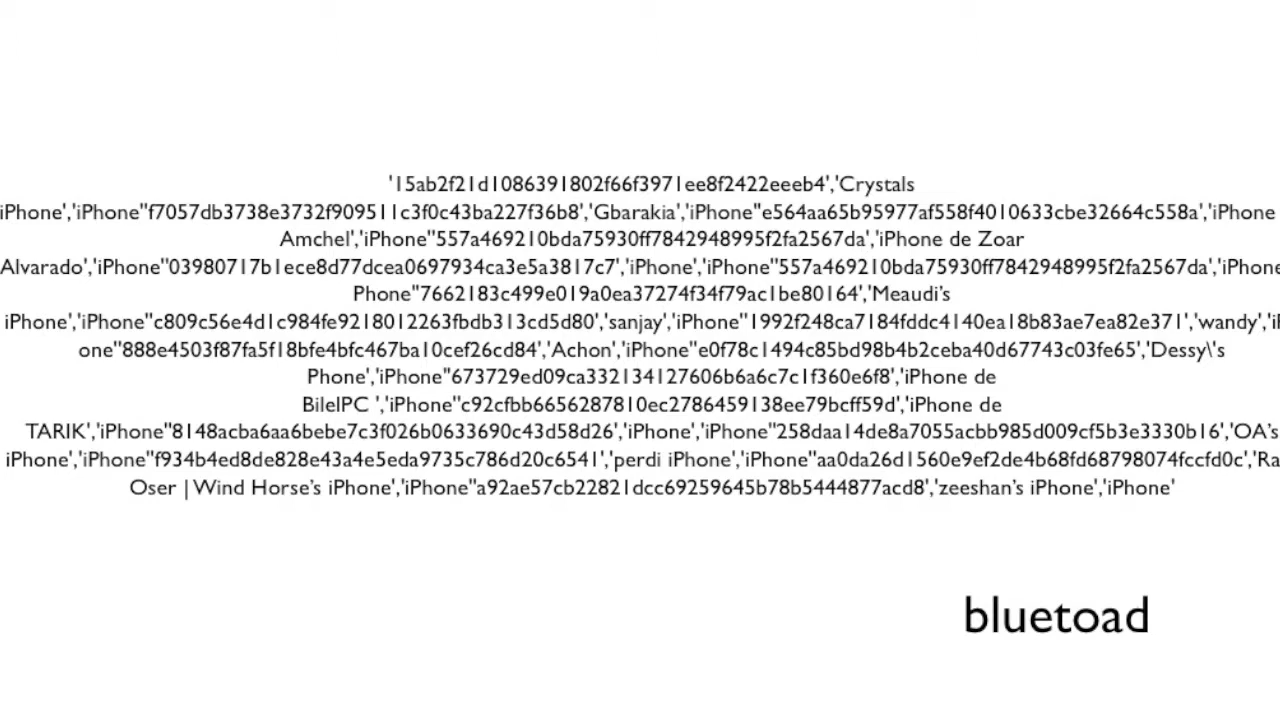 '15ab2f21d1086391802f66f3971ee8f2422eeeb4','Crystals
iPhone','iPhone''f7057db3738e3732f909511c3f0c43ba227f36b8','Gbarakia','iPhone''e564aa65b95977af558f4010633cbe32664c558a','iPhone
Amchel','iPhone''557a469210bda75930ff7842948995f2fa2567da','iPhone de Zoar
Alvarado','iPhone''03980717b1ece8d77dcea0697934ca3e5a3817c7','iPhone','iPhone''557a469210bda75930ff7842948995f2fa2567da','iPhone
Phone''7662183c499e019a0ea37274f34f79ac1be80164','Meaudi’s
iPhone','iPhone''c809c56e4d1c984fe9218012263fbdb313cd5d80','sanjay','iPhone''1992f248ca7184fddc4140ea18b83ae7ea82e371','wandy','iP
one''888e4503f87fa5f18bfe4bfc467ba10cef26cd84','Achon','iPhone''e0f78c1494c85bd98b4b2ceba40d67743c03fe65','Dessy\'s
Phone','iPhone''673729ed09ca332134127606b6a6c7c1f360e6f8','iPhone de
BilelPC ','iPhone''c92cfbb6656287810ec2786459138ee79bcff59d','iPhone de
TARIK','iPhone''8148acba6aa6bebe7c3f026b0633690c43d58d26','iPhone','iPhone''258daa14de8a7055acbb985d009cf5b3e3330b16','OA’s
iPhone','iPhone''f934b4ed8de828e43a4e5eda9735c786d20c6541','perdi iPhone','iPhone''aa0da26d1560e9ef2de4b68fd68798074fccfd0c','Ra
Oser | Wind Horse’s iPhone','iPhone''a92ae57cb22821dcc69259645b78b5444877acd8','zeeshan’s iPhone','iPhone'
bluetoad